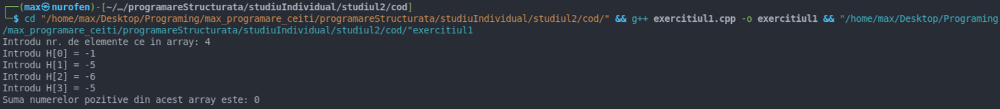 ┌──(max㉿nurofen)-[~/…/programareStructurata/studiuIndividual/studiul2/cod]
└─$ cd "/home/max/Desktop/Programing/max_programare_ceiti/programareStructurata/studiuIndividual/studiul2/cod/" && g++ exercitiul1.cpp -o exercitiul1 && "/home/max/Desktop/Programing
/max_programare_ceiti/programareStructurata/studiuIndividual/studiul2/cod/"exercitiul1
Introdu nr. de elemente ce in array: 4
Introdu H[0] = -1
Introdu H[1] = -5
Introdu H[2] = -6
Introdu H[3] = -5
Suma numerelor pozitive din acest array este: 0